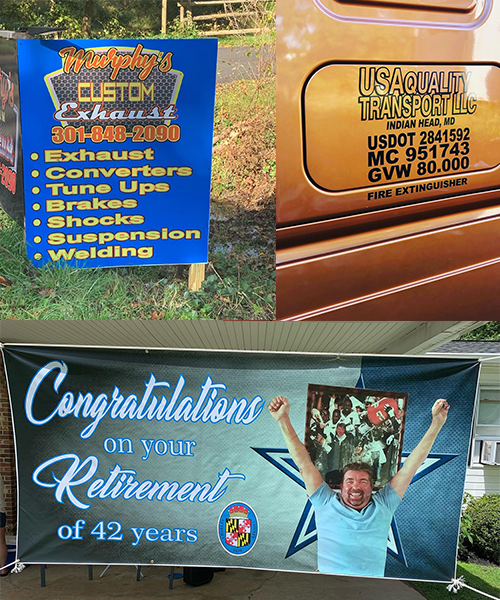 Murphy's
CUSTOM
Exhaust
301-848-2090
• Exhaust
• Converters
• Tune Ups
• Brakes
• Shocks
• Suspension
• Welding
USA QUALITY
TRANSPORT LLC
INDIAN HEAD, MD
USDOT 2841592
MC 951743
GVW 80.000
FIRE EXTINGUISHER
Congratulations
on your
Retirement
of 42 years